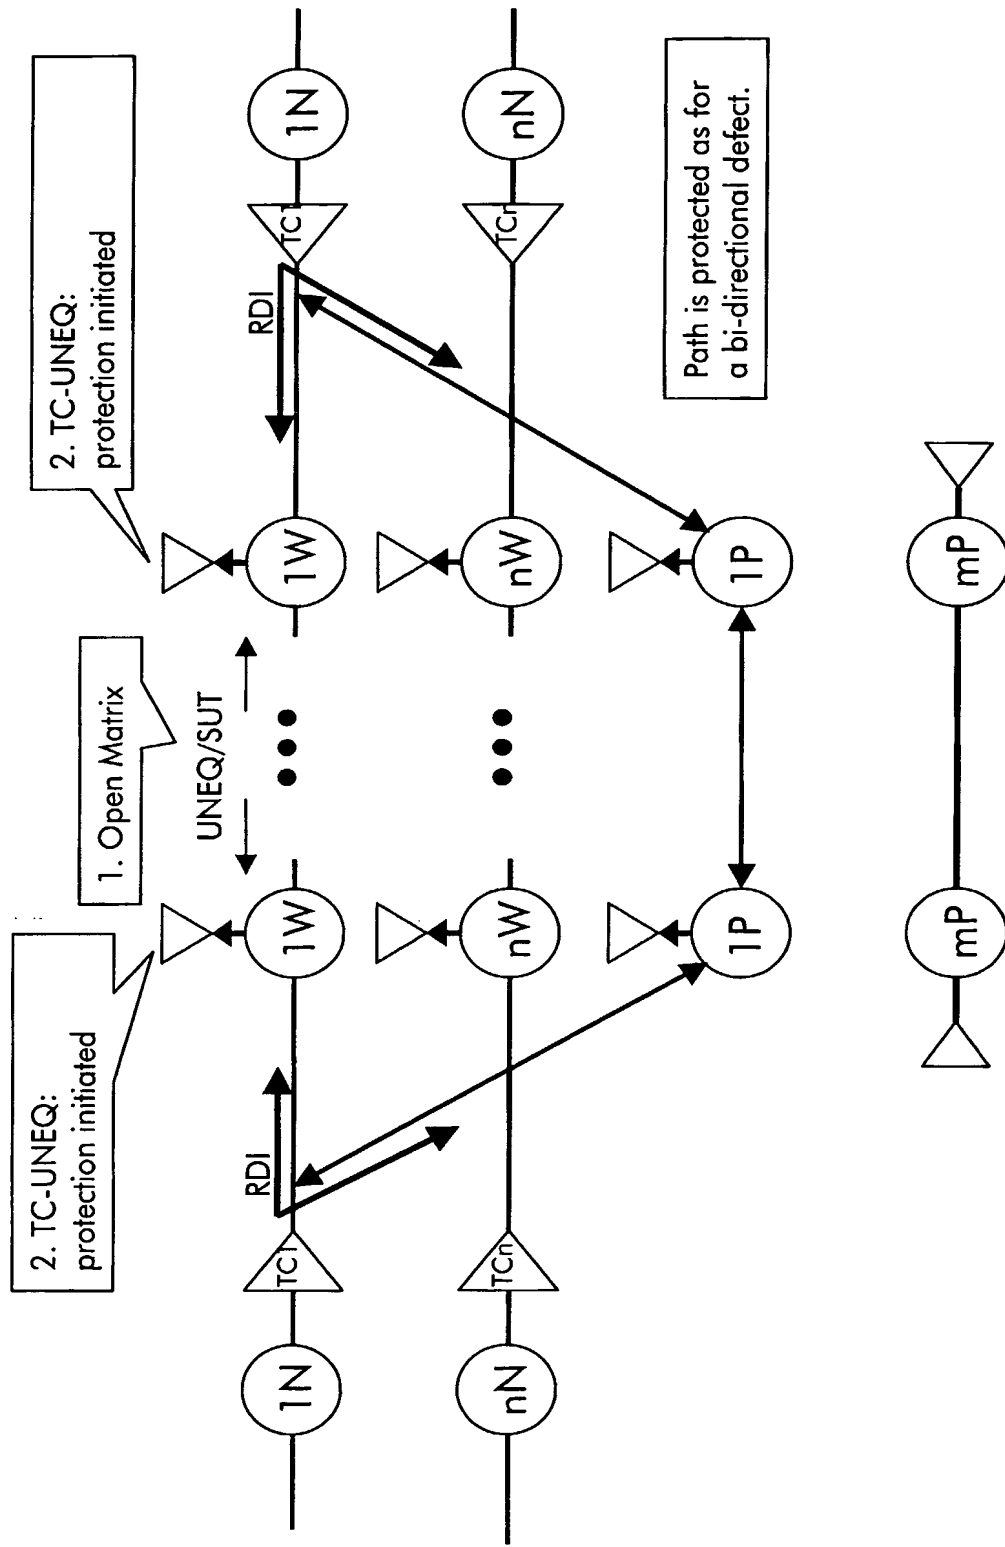 2. TC-UNEQ:
protection initiated
1. Open Matrix
2. TC-UNEQ:
protection initiated
UNEQ/SUT
RDI
RDI
1N TC1 1W 1W TC1 1N
nN TCn nW nW TCn nN
Path is protected as for
a bi-directional defect.
1P 1P
mP mP